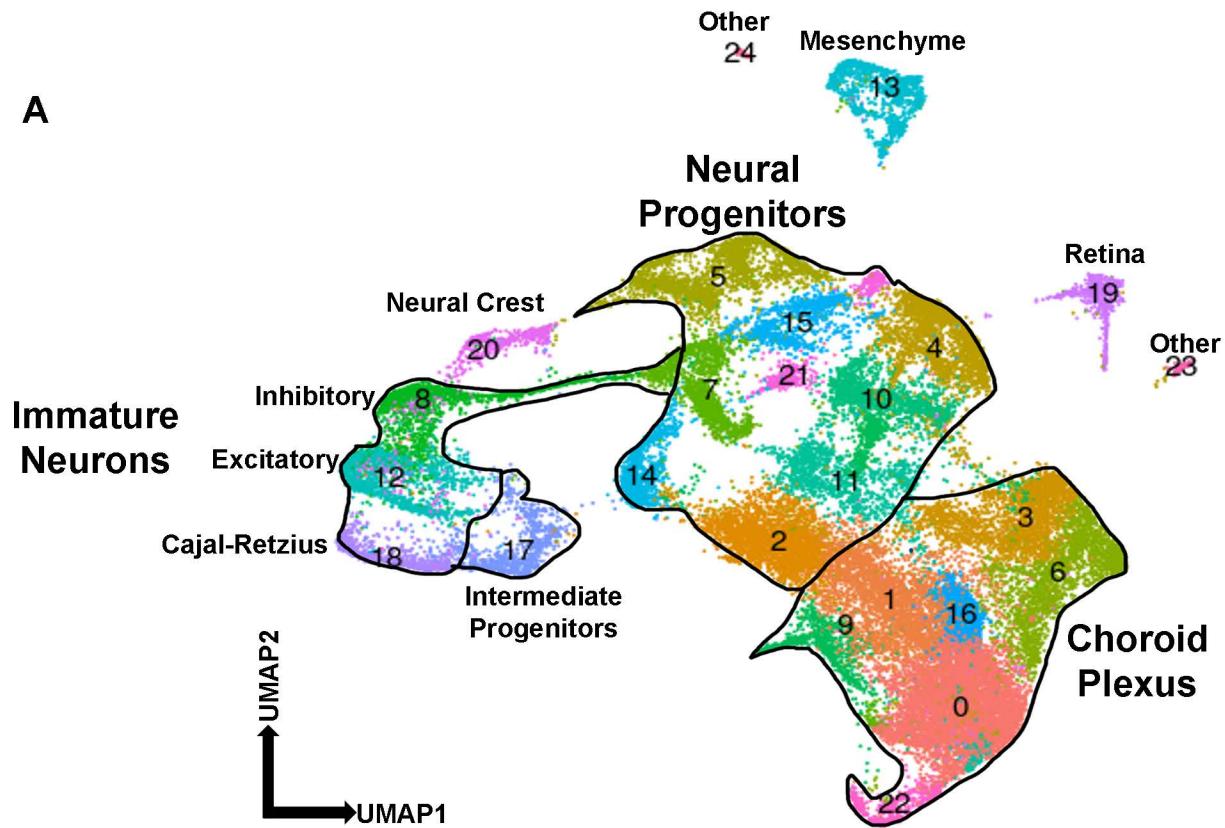 Other
24
Mesenchyme
13
A
Neural
Progenitors
5
Retina
19
Neural Crest
20
15
4
Other
23
21
7
10
Inhibitory
8
Immature
Neurons
Excitatory
12
14
11
3
Cajal-Retzius
18
17
2
6
Intermediate
Progenitors
1
16
9
Choroid
Plexus
0
22
UMAP2
UMAP1